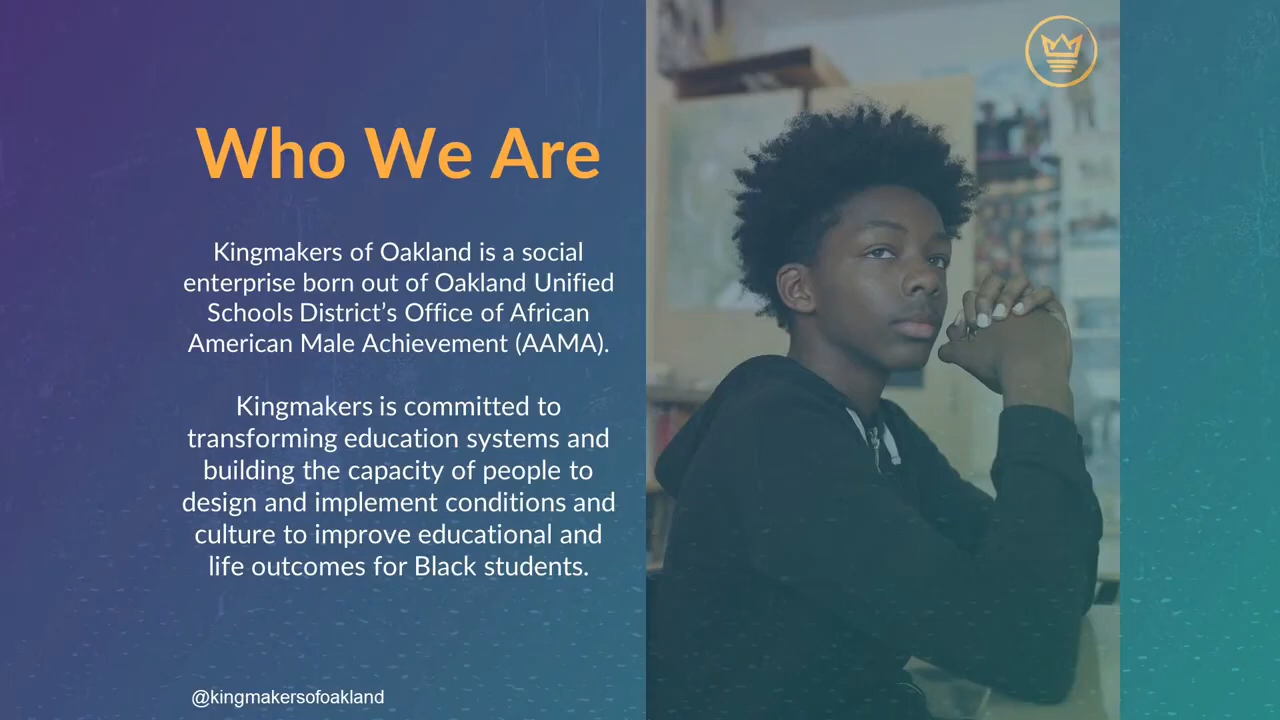 Who We Are
Kingmakers of Oakland is a social
enterprise born out of Oakland Unified
Schools District’s Office of African
American Male Achievement (AAMA).
Kingmakers is committed to
transforming education systems and
building the capacity of people to
design and implement conditions and
culture to improve educational and
life outcomes for Black students.
@kingmakersofoakland